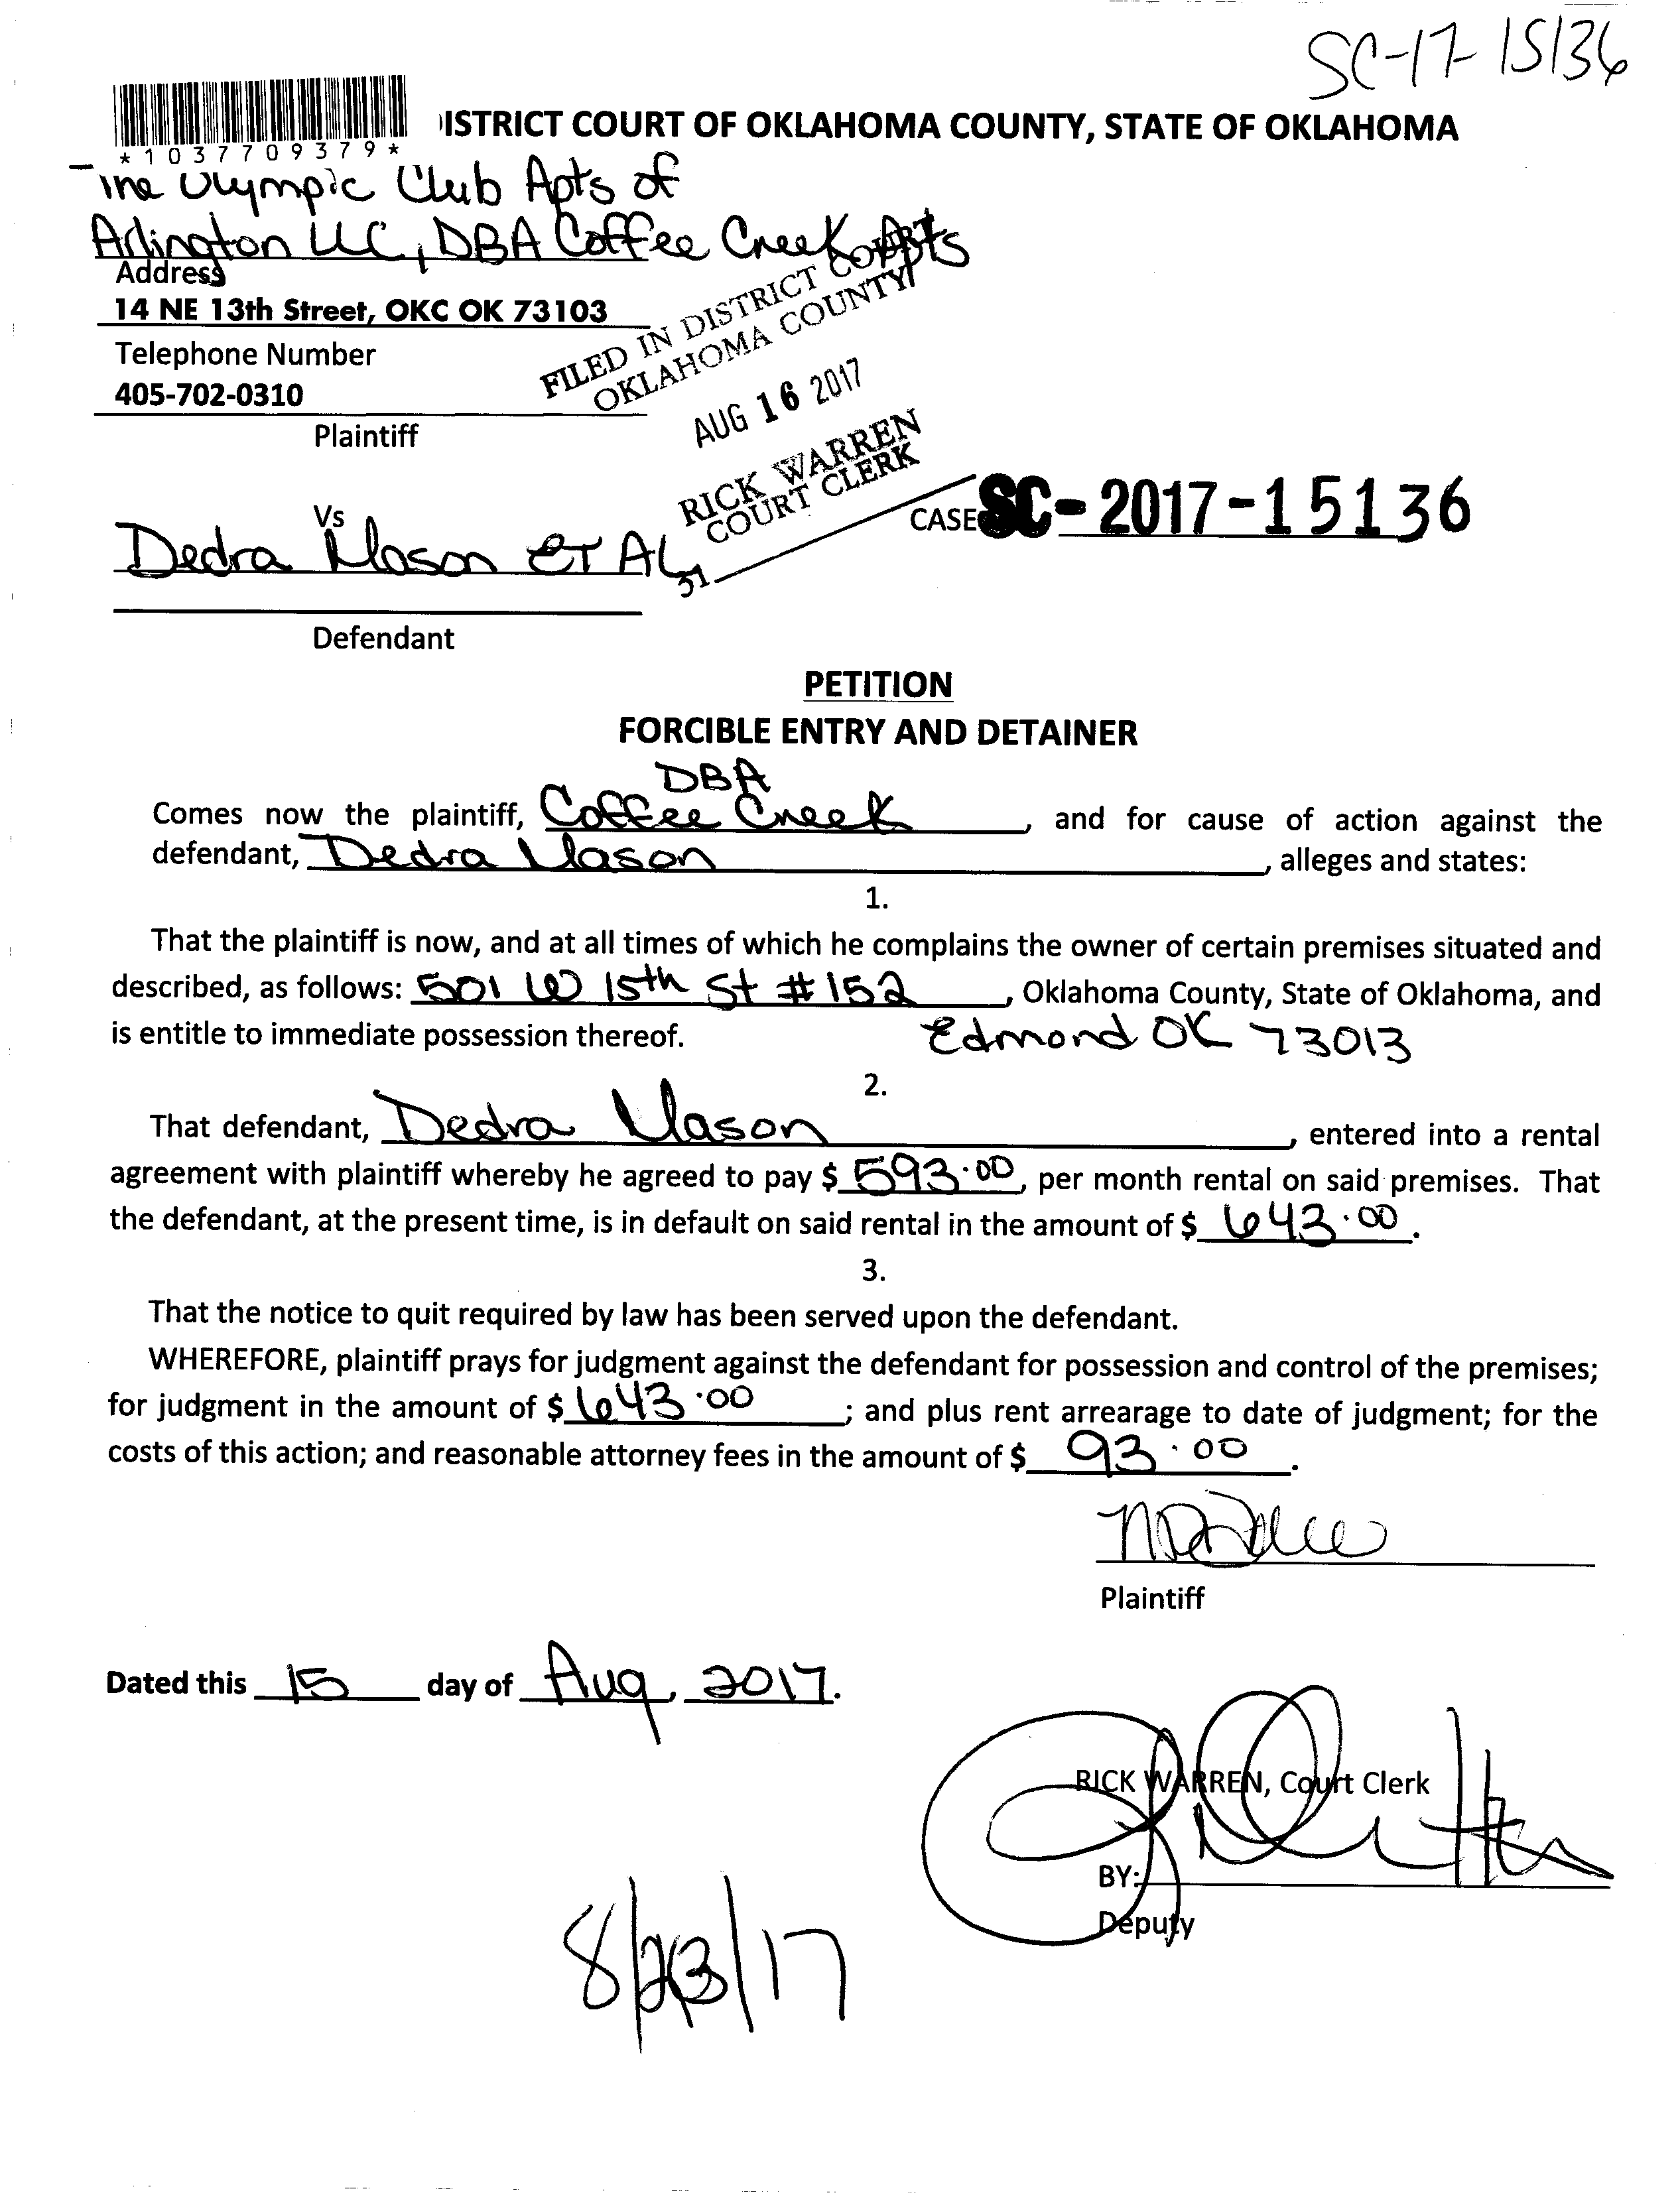 SC-17-15136
DISTRICT COURT OF OKLAHOMA COUNTY, STATE OF OKLAHOMA
*1037709379*
The Olympic Club Apts of
Arlington LLC, DBA Coffee Creek Apts
Address
14 NE 13th Street, OKC OK 73103
Telephone Number
405-702-0310
Plaintiff
FILED IN DISTRICT COURT
OKLAHOMA COUNTY
AUG 16 2017
RICK WARREN
COURT CLERK
31
Vs
CASE SC-2017-15136
Dedra Mason ET AL
Defendant
PETITION
FORCIBLE ENTRY AND DETAINER
DBA
Comes now the plaintiff, Coffee Creek, and for cause of action against the
defendant, Dedra Mason, alleges and states:
1.
That the plaintiff is now, and at all times of which he complains the owner of certain premises situated and
described, as follows: 501 W 15th St #152, Oklahoma County, State of Oklahoma, and
is entitle to immediate possession thereof. Edmond OK 73013
2.
That defendant, Dedra Mason, entered into a rental
agreement with plaintiff whereby he agreed to pay $ 593.00, per month rental on said premises. That
the defendant, at the present time, is in default on said rental in the amount of $ 643.00.
3.
That the notice to quit required by law has been served upon the defendant.
WHEREFORE, plaintiff prays for judgment against the defendant for possession and control of the premises;
for judgment in the amount of $ 643.00; and plus rent arrearage to date of judgment; for the
costs of this action; and reasonable attorney fees in the amount of $ 93.00.
Plaintiff
Dated this 15 day of Aug, 2017.
RICK WARREN, Court Clerk
BY:
Deputy
8/23/17